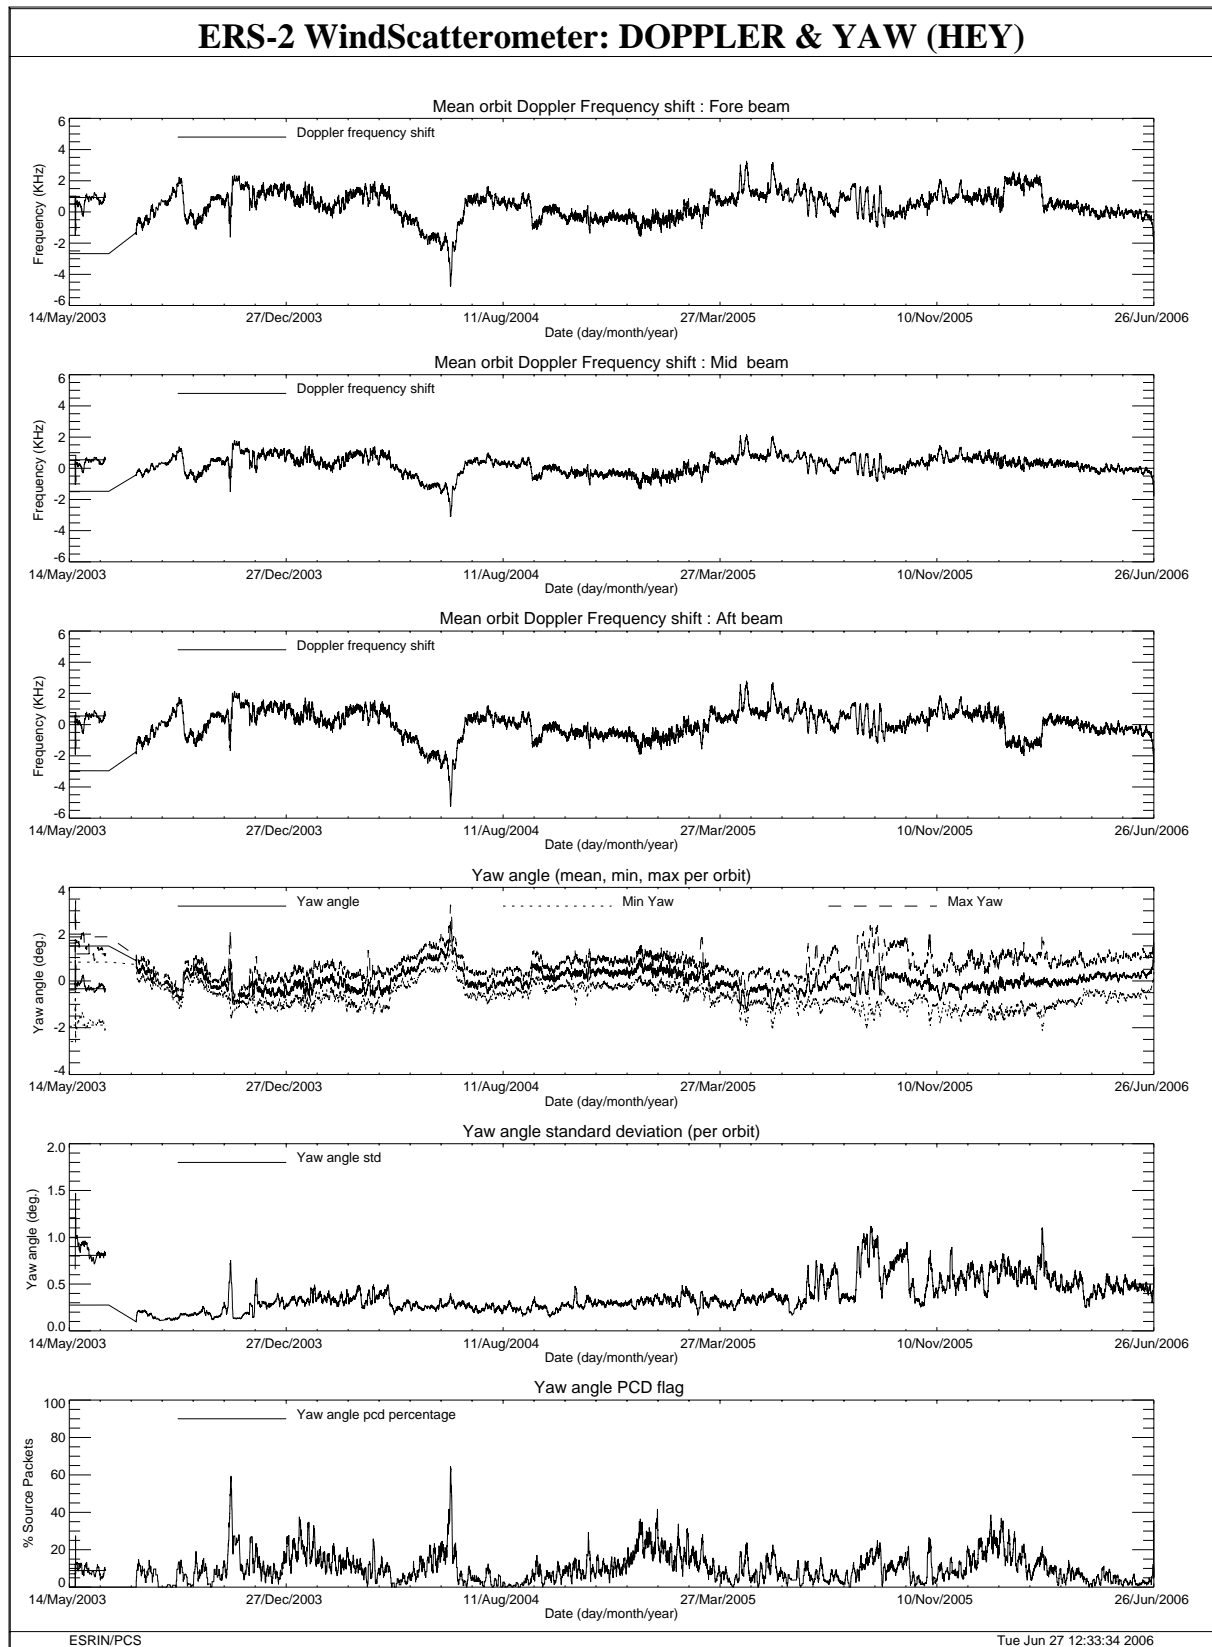 ERS-2 WindScatterometer: DOPPLER & YAW (HEY)
Mean orbit Doppler Frequency shift : Fore beam
Doppler frequency shift
Frequency (KHz)
6
4
2
0
-2
-4
-6
14/May/2003 27/Dec/2003 11/Aug/2004 27/Mar/2005 10/Nov/2005 26/Jun/2006
Date (day/month/year)
Mean orbit Doppler Frequency shift : Mid beam
Doppler frequency shift
Frequency (KHz)
6
4
2
0
-2
-4
-6
14/May/2003 27/Dec/2003 11/Aug/2004 27/Mar/2005 10/Nov/2005 26/Jun/2006
Date (day/month/year)
Mean orbit Doppler Frequency shift : Aft beam
Doppler frequency shift
Frequency (KHz)
6
4
2
0
-2
-4
-6
14/May/2003 27/Dec/2003 11/Aug/2004 27/Mar/2005 10/Nov/2005 26/Jun/2006
Date (day/month/year)
Yaw angle (mean, min, max per orbit)
Yaw angle Min Yaw Max Yaw
Yaw angle (deg.)
4
2
0
-2
-4
14/May/2003 27/Dec/2003 11/Aug/2004 27/Mar/2005 10/Nov/2005 26/Jun/2006
Date (day/month/year)
Yaw angle standard deviation (per orbit)
Yaw angle std
Yaw angle (deg.)
2.0
1.5
1.0
0.5
0.0
14/May/2003 27/Dec/2003 11/Aug/2004 27/Mar/2005 10/Nov/2005 26/Jun/2006
Date (day/month/year)
Yaw angle PCD flag
Yaw angle pcd percentage
% Source Packets
100
80
60
40
20
0
14/May/2003 27/Dec/2003 11/Aug/2004 27/Mar/2005 10/Nov/2005 26/Jun/2006
Date (day/month/year)
ESRIN/PCS Tue Jun 27 12:33:34 2006